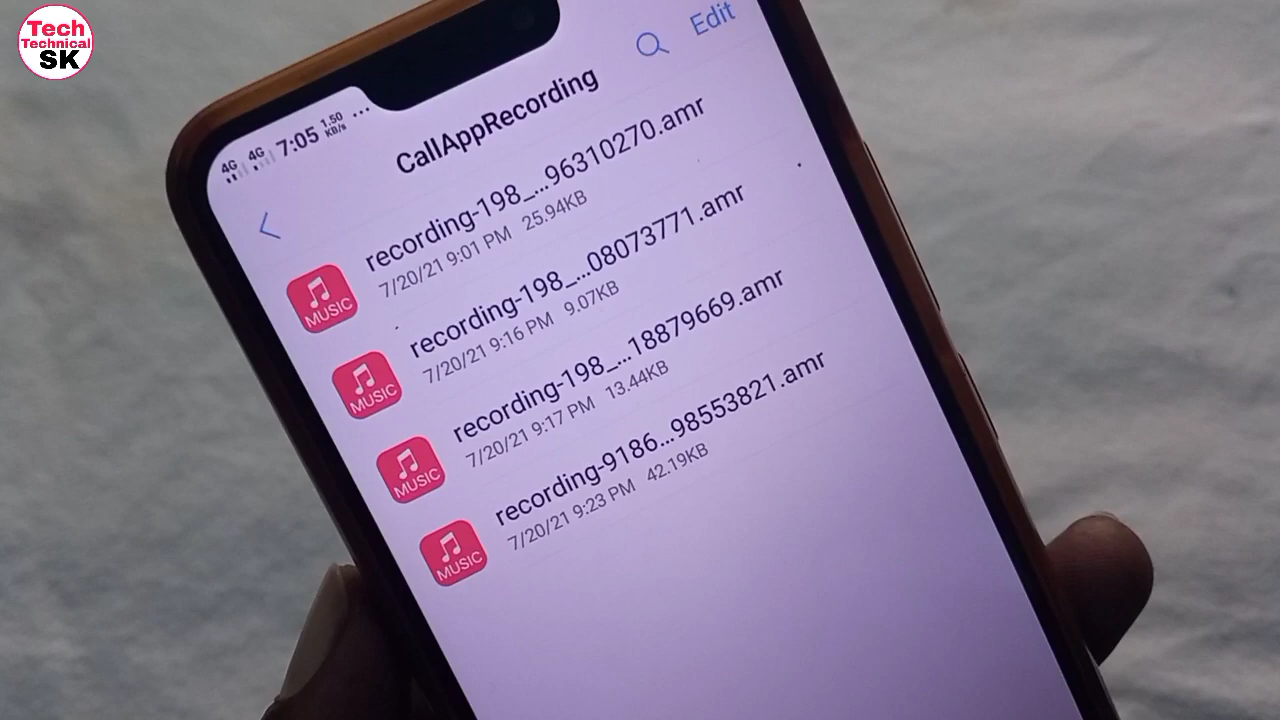 Tech
Technical
SK
4G 4G 7:05 1.50 KB/s ...
Edit
CallAppRecording
recording-198_...96310270.amr
7/20/21 9:01 PM 25.94KB
MUSIC
recording-198_...08073771.amr
7/20/21 9:16 PM 9.07KB
MUSIC
recording-198_...18879669.amr
7/20/21 9:17 PM 13.44KB
MUSIC
recording-9186...98553821.amr
7/20/21 9:23 PM 42.19KB
MUSIC